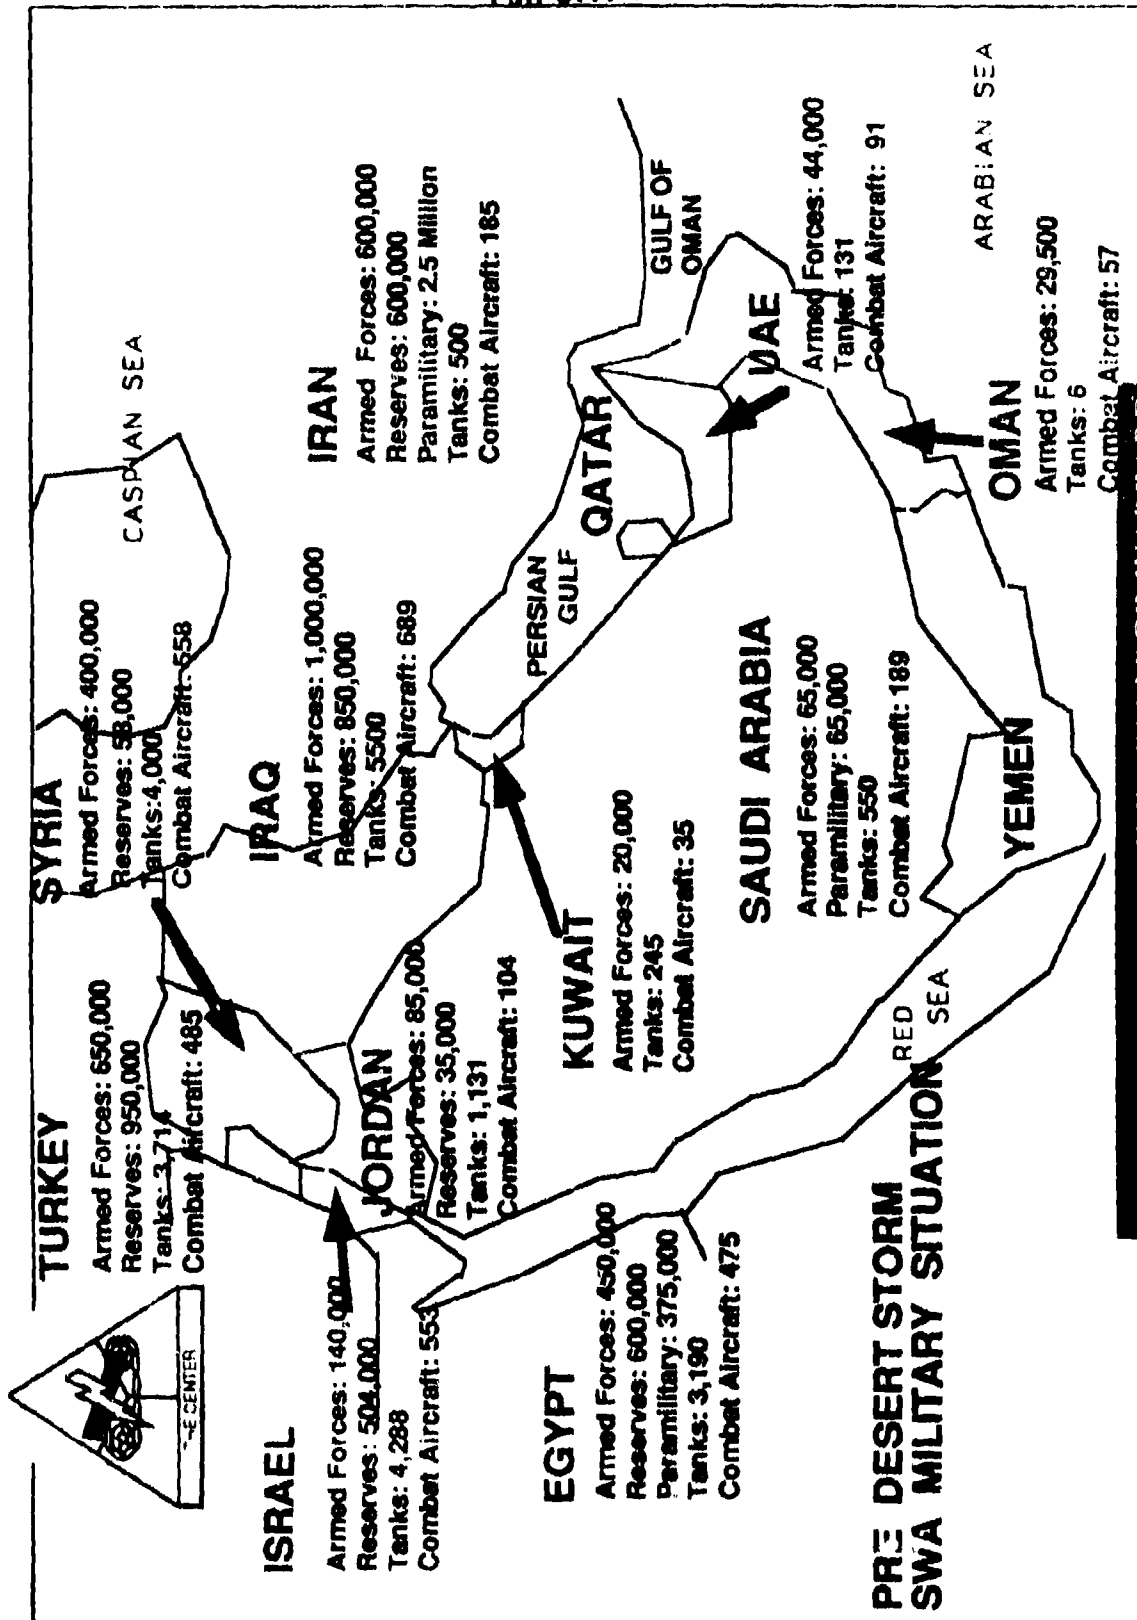 TURKEY
Armed Forces: 650,000
Reserves: 950,000
Tanks: 3,714
Combat Aircraft: 485
SYRIA
Armed Forces: 400,000
Reserves: 58,000
Tanks:4,000
Combat Aircraft: 558
CASPIAN SEA
THE CENTER
ISRAEL
Armed Forces: 140,000
Reserves: 504,000
Tanks: 4,288
Combat Aircraft: 553
JORDAN
Armed Forces: 85,000
Reserves: 35,000
Tanks: 1,131
Combat Aircraft: 104
IRAQ
Armed Forces: 1,000,000
Reserves: 850,000
Tanks: 5500
Combat Aircraft: 689
IRAN
Armed Forces: 600,000
Reserves: 600,000
Paramilitary: 2.5 Million
Tanks: 500
Combat Aircraft: 185
EGYPT
Armed Forces: 450,000
Reserves: 600,000
Paramilitary: 375,000
Tanks: 3,190
Combat Aircraft: 475
KUWAIT
Armed Forces: 20,000
Tanks: 245
Combat Aircraft: 35
PERSIAN
GULF
QATAR
GULF OF
OMAN
SAUDI ARABIA
Armed Forces: 65,000
Paramilitary: 65,000
Tanks: 550
Combat Aircraft: 189
UAE
Armed Forces: 44,000
Tanks: 131
Combat Aircraft: 91
RED
SEA
YEMEN
OMAN
Armed Forces: 29,500
Tanks: 6
Combat Aircraft: 57
ARABIAN SEA
PRE DESERT STORM
SWA MILITARY SITUATION